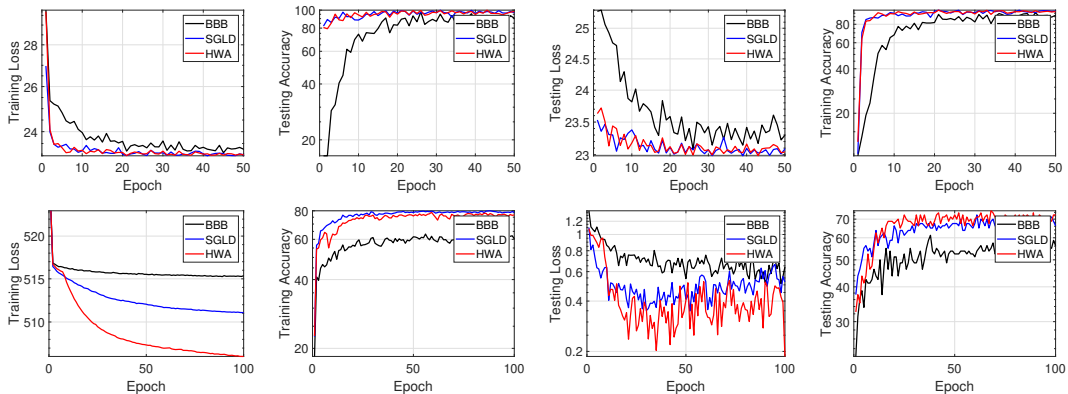 Training Loss
28
26
24
0 10 20 30 40 50
Epoch
BBB
SGLD
HWA
Testing Accuracy
100
80
60
40
20
0 10 20 30 40 50
Epoch
BBB
SGLD
HWA
Testing Loss
25
24.5
24
23.5
23
0 10 20 30 40 50
Epoch
BBB
SGLD
HWA
Training Accuracy
80
60
40
20
0 10 20 30 40 50
Epoch
BBB
SGLD
HWA
Training Loss
520
515
510
0 50 100
Epoch
BBB
SGLD
HWA
Training Accuracy
80
60
40
20
0 50 100
Epoch
BBB
SGLD
HWA
Testing Loss
1.2
1
0.8
0.6
0.4
0.2
0 50 100
Epoch
BBB
SGLD
HWA
Testing Accuracy
70
60
50
40
30
0 50 100
Epoch
BBB
SGLD
HWA